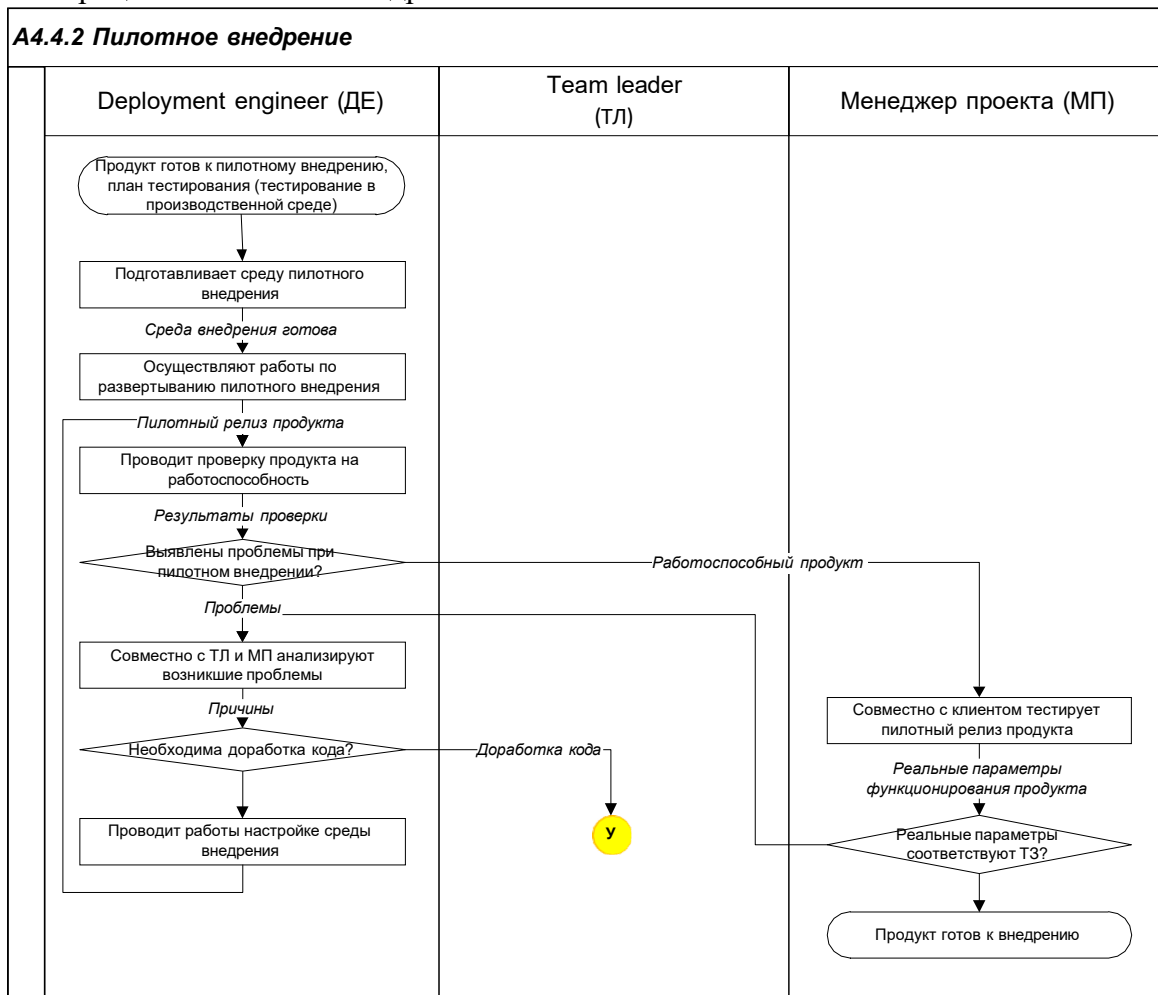 А4.4.2 Пилотное внедрение
Deployment engineer (ДЕ)
Team leader
(ТЛ)
Менеджер проекта (МП)
Продукт готов к пилотному внедрению,
план тестирования (тестирование в
производственной среде)
Подготавливает среду пилотного
внедрения
Среда внедрения готова
Осуществляют работы по
развертыванию пилотного внедрения
Пилотный релиз продукта
Проводит проверку продукта на
работоспособность
Результаты проверки
Выявлены проблемы при
пилотном внедрении?
Работоспособный продукт
Проблемы
Совместно с ТЛ и МП анализируют
возникшие проблемы
Причины
Необходима доработка кода?
Доработка кода
Проводит работы настройке среды
внедрения
У
Совместно с клиентом тестирует
пилотный релиз продукта
Реальные параметры
функционирования продукта
Реальные параметры
соответствуют ТЗ?
Продукт готов к внедрению